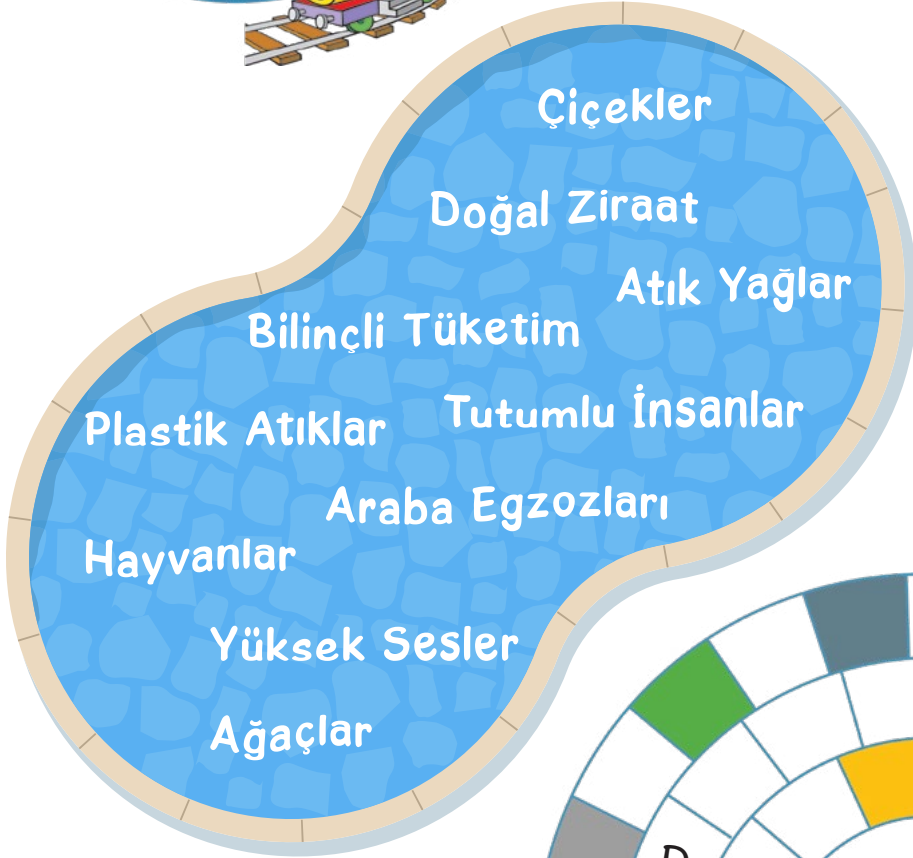 Çiçekler
Doğal Ziraat
Atık Yağlar
Bilinçli Tüketim
Tutumlu İnsanlar
Plastik Atıklar
Araba Egzozları
Hayvanlar
Yüksek Sesler
Ağaçlar